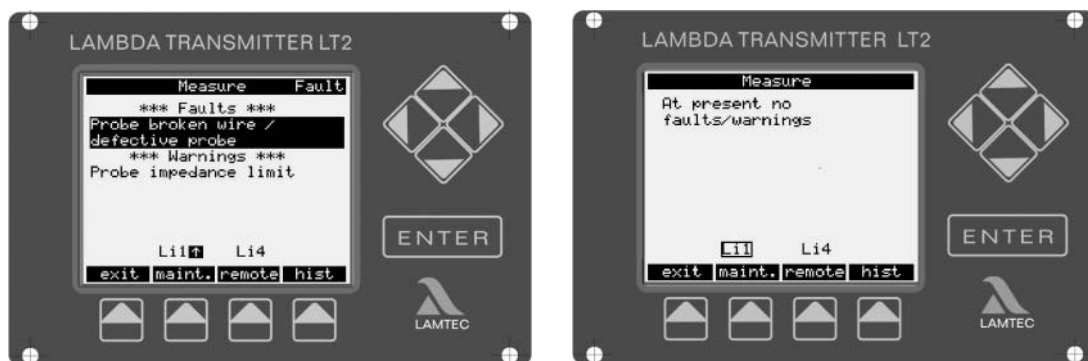 LAMBDA TRANSMITTER LT2
Measure Fault
*** Faults ***
Probe broken wire /
defective probe
*** Warnings ***
Probe impedance limit
Li1↑ Li4
exit maint. remote hist
ENTER
LAMTEC
LAMBDA TRANSMITTER LT2
Measure
At present no
faults/warnings
Li1 Li4
exit maint. remote hist
ENTER
LAMTEC